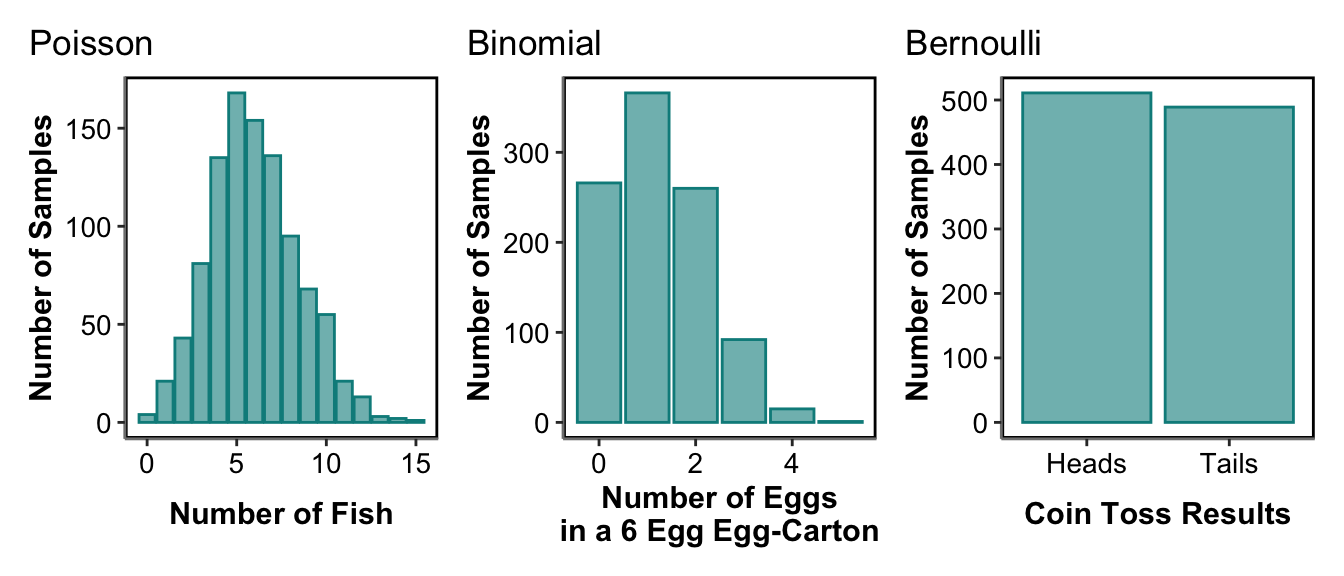 Poisson
Number of Samples
150
100
50
0
0 5 10 15
Number of Fish
Binomial
Number of Samples
300
200
100
0
0 2 4
Number of Eggs
in a 6 Egg Egg-Carton
Bernoulli
Number of Samples
500
400
300
200
100
0
Heads Tails
Coin Toss Results